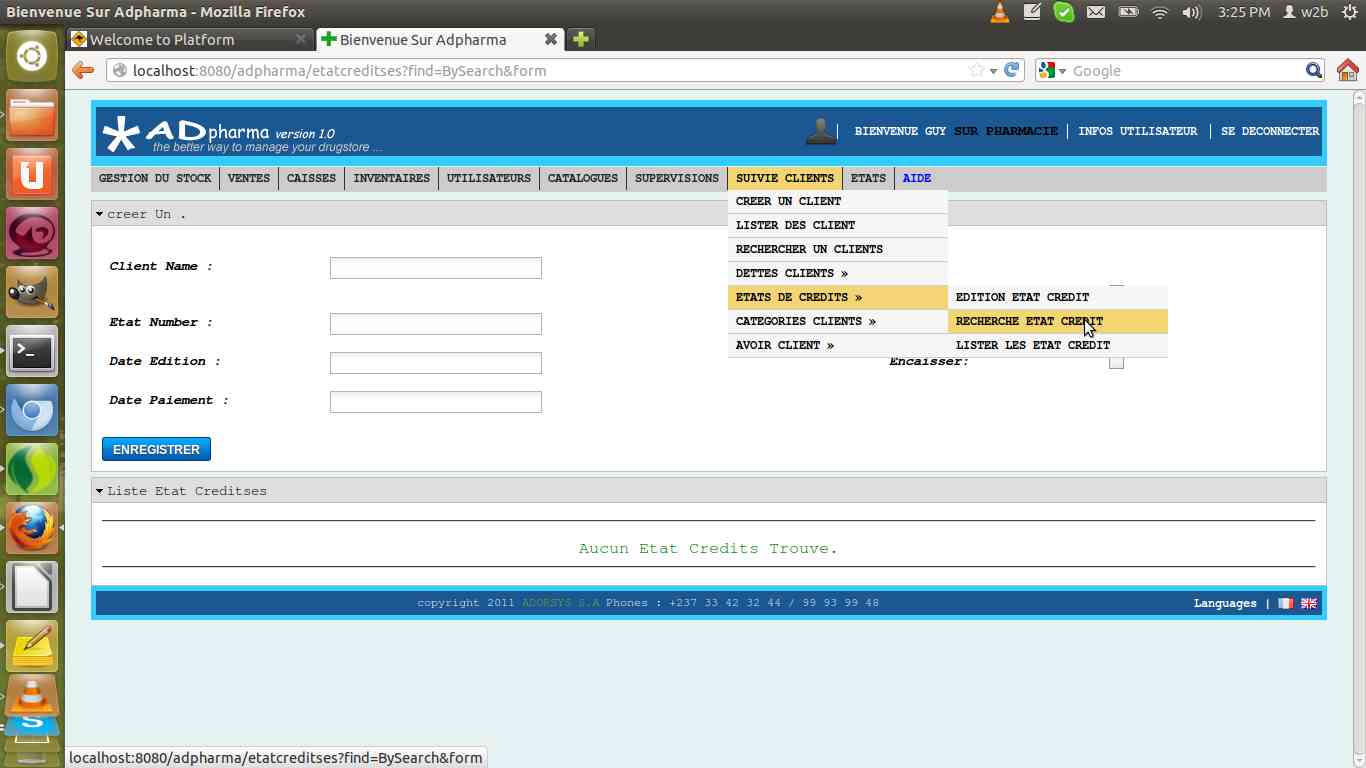 Bienvenue Sur Adpharma - Mozilla Firefox
3:25 PM
w2b
Welcome to Platform
Bienvenue Sur Adpharma
localhost:8080/adpharma/etatcreditses?find=BySearch&form
Google
ADpharma version 1.0
the better way to manage your drugstore ...
BIENVENUE GUY SUR PHARMACIE
INFOS UTILISATEUR
SE DECONNECTER
GESTION DU STOCK
VENTES
CAISSES
INVENTAIRES
UTILISATEURS
CATALOGUES
SUPERVISIONS
SUIVIE CLIENTS
ETATS
AIDE
CREER UN CLIENT
LISTER DES CLIENT
RECHERCHER UN CLIENTS
DETTES CLIENTS »
ETATS DE CREDITS »
CATEGORIES CLIENTS »
AVOIR CLIENT »
EDITION ETAT CREDIT
RECHERCHE ETAT CREDIT
LISTER LES ETAT CREDIT
creer Un .
Client Name :
Etat Number :
Date Edition :
Encaisser:
Date Paiement :
ENREGISTRER
Liste Etat Creditses
Aucun Etat Credits Trouve.
copyright 2011 ADORSYS S.A Phones : +237 33 42 32 44 / 99 93 99 48
Languages |
localhost:8080/adpharma/etatcreditses?find=BySearch&form